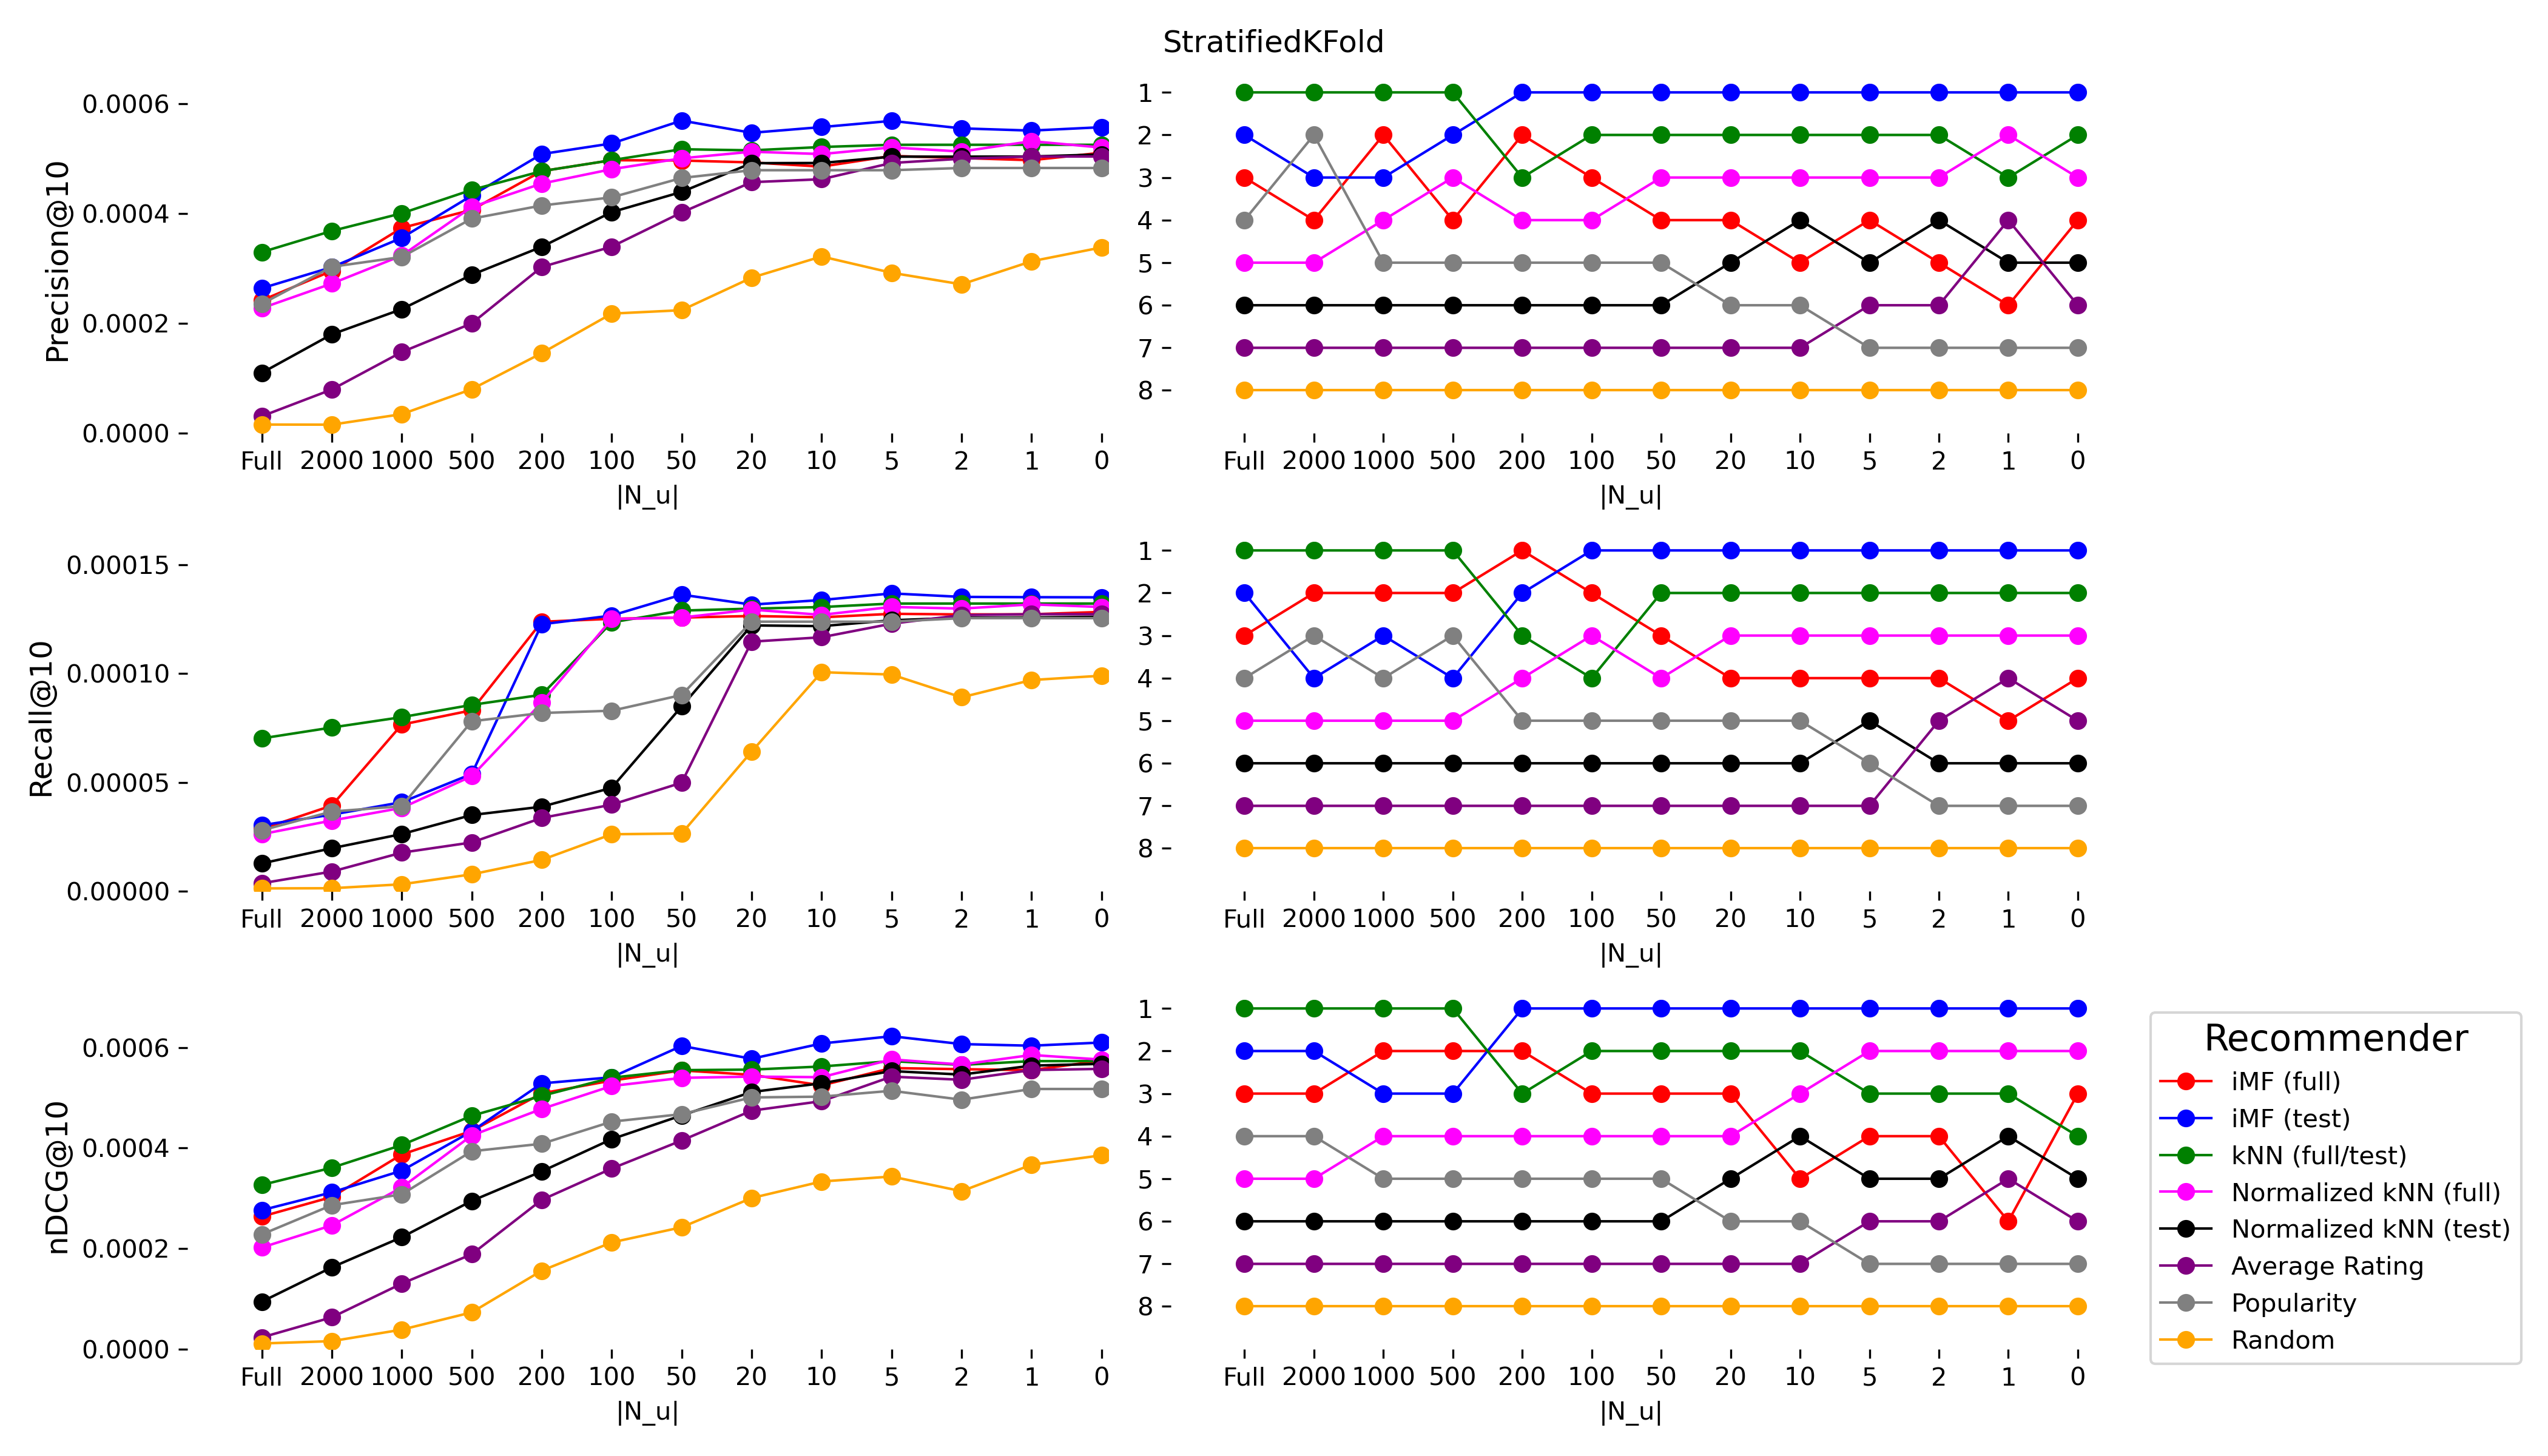 StratifiedKFold
Precision@10
0.0006
0.0004
0.0002
0.0000
Full 2000 1000 500 200 100 50 20 10 5 2 1 0
|N_u|
1
2
3
4
5
6
7
8
Full 2000 1000 500 200 100 50 20 10 5 2 1 0
|N_u|
Recall@10
0.00015
0.00010
0.00005
0.00000
Full 2000 1000 500 200 100 50 20 10 5 2 1 0
|N_u|
1
2
3
4
5
6
7
8
Full 2000 1000 500 200 100 50 20 10 5 2 1 0
|N_u|
nDCG@10
0.0006
0.0004
0.0002
0.0000
Full 2000 1000 500 200 100 50 20 10 5 2 1 0
|N_u|
1
2
3
4
5
6
7
8
Full 2000 1000 500 200 100 50 20 10 5 2 1 0
|N_u|
Recommender
iMF (full)
iMF (test)
kNN (full/test)
Normalized kNN (full)
Normalized kNN (test)
Average Rating
Popularity
Random